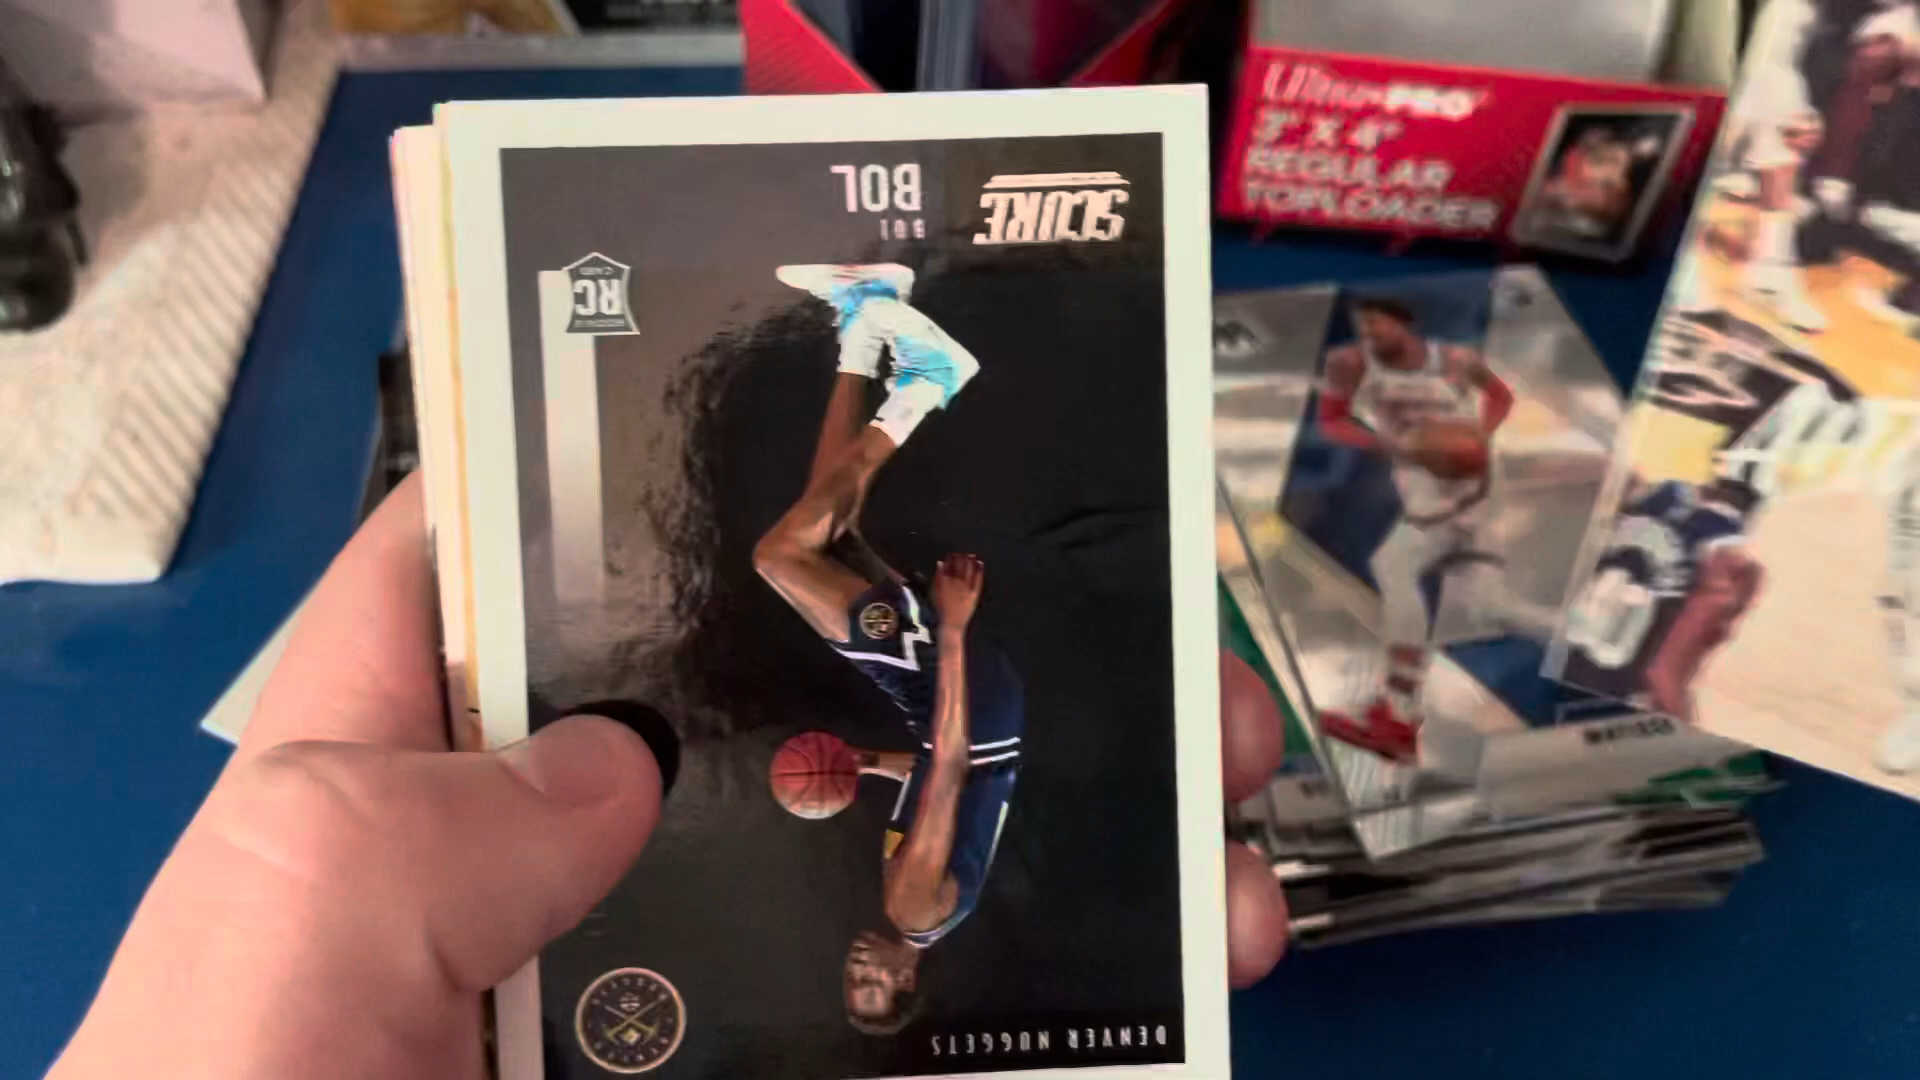 BOL
BOL
SCORE
RC
DENVER NUGGETS
Ultra•PRO
3" X 4"
REGULAR
TOPLOADER